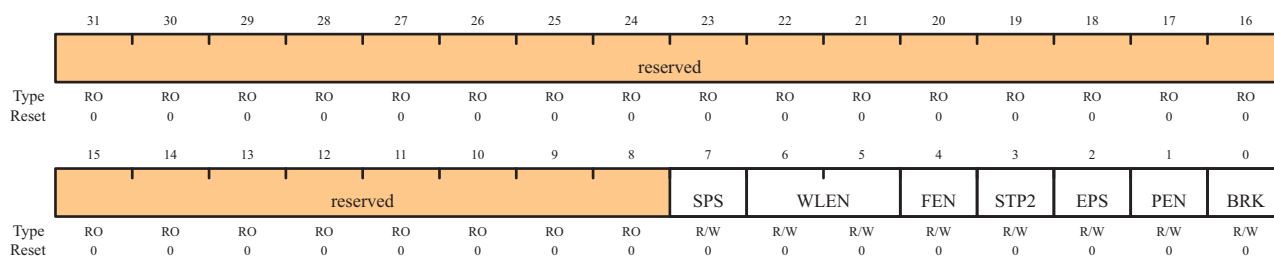 31 30 29 28 27 26 25 24 23 22 21 20 19 18 17 16
reserved
Type RO RO RO RO RO RO RO RO RO RO RO RO RO RO RO RO
Reset 0 0 0 0 0 0 0 0 0 0 0 0 0 0 0 0
15 14 13 12 11 10 9 8 7 6 5 4 3 2 1 0
reserved SPS WLEN FEN STP2 EPS PEN BRK
Type RO RO RO RO RO RO RO RO R/W R/W R/W R/W R/W R/W R/W R/W
Reset 0 0 0 0 0 0 0 0 0 0 0 0 0 0 0 0